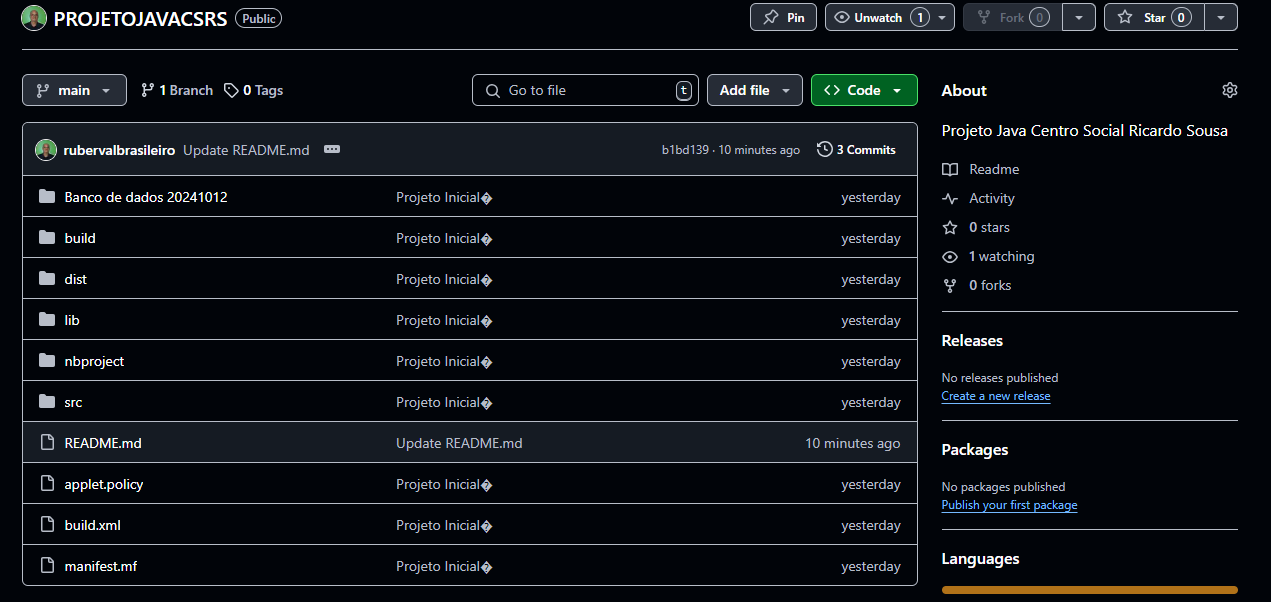 PROJETOJAVACSRS Public Pin Unwatch 1 Fork 0 Star 0
main 1 Branch 0 Tags Go to file t Add file Code
rubervalbrasileiro Update README.md b1bd139 · 10 minutes ago 3 Commits
Banco de dados 20241012 Projeto Inicial� yesterday
build Projeto Inicial� yesterday
dist Projeto Inicial� yesterday
lib Projeto Inicial� yesterday
nbproject Projeto Inicial� yesterday
src Projeto Inicial� yesterday
README.md Update README.md 10 minutes ago
applet.policy Projeto Inicial� yesterday
build.xml Projeto Inicial� yesterday
manifest.mf Projeto Inicial� yesterday
About
Projeto Java Centro Social Ricardo Sousa
Readme
Activity
0 stars
1 watching
0 forks
Releases
No releases published
Create a new release
Packages
No packages published
Publish your first package
Languages